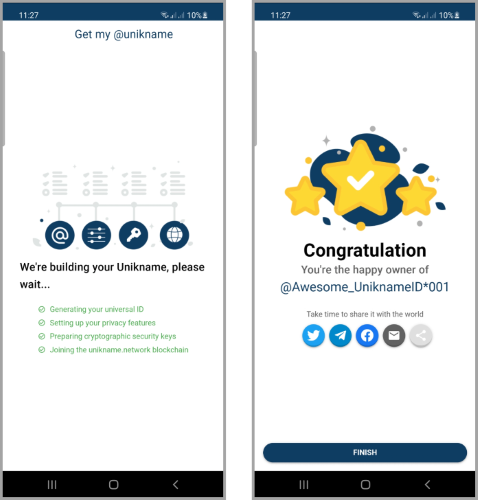 11:27
10%
Get my @unikname
We're building your Unikname, please
wait...
Generating your universal ID
Setting up your privacy features
Preparing cryptographic security keys
Joining the unikname.network blockchain
11:27
10%
Congratulation
You're the happy owner of
@Awesome_UniknameID*001
Take time to share it with the world
FINISH